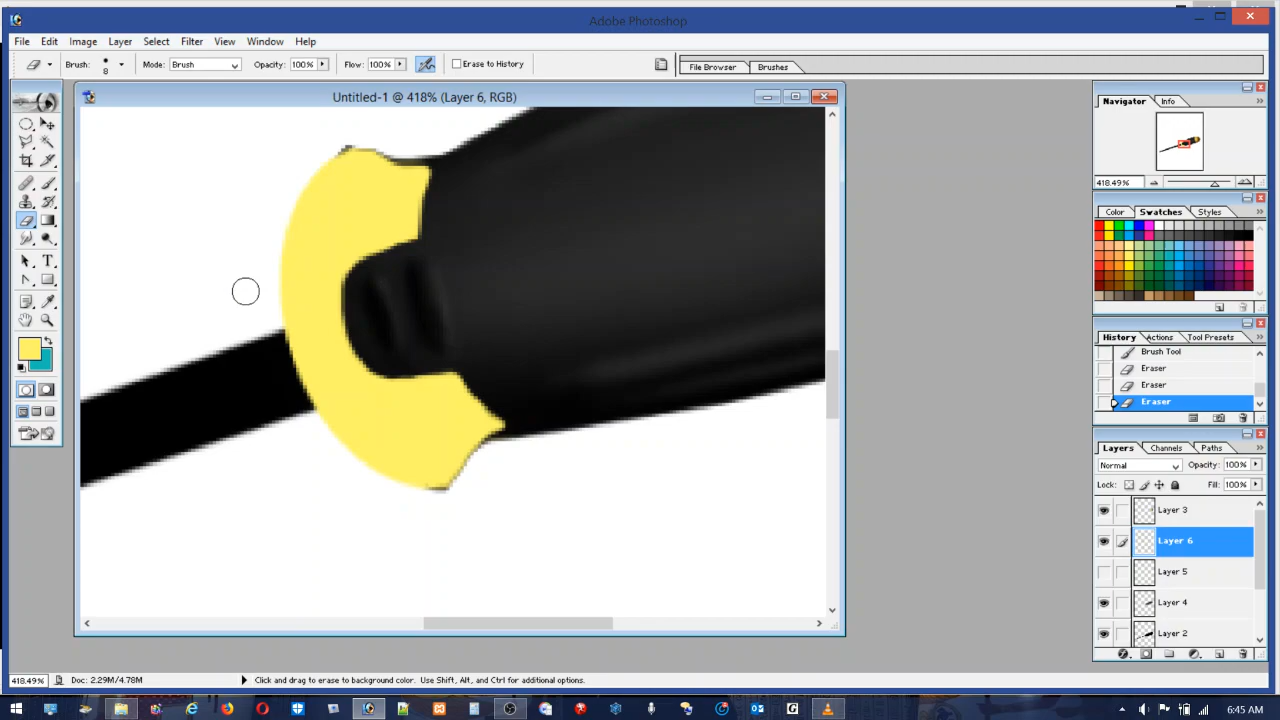 Adobe Photoshop
File Edit Image Layer Select Filter View Window Help
Brush: 8 Mode: Brush Opacity: 100% Flow: 100% Erase to History File Browser Brushes
Untitled-1 @ 418% (Layer 6, RGB)
Navigator Info
418.49%
Color Swatches Styles
History Actions Tool Presets
Brush Tool
Eraser
Eraser
Eraser
Layers Channels Paths
Normal Opacity: 100%
Lock: Fill: 100%
Layer 3
Layer 6
Layer 5
Layer 4
Layer 2
418.49% Doc: 2.29M/4.78M Click and drag to erase to background color. Use Shift, Alt, and Ctrl for additional options.
6:45 AM